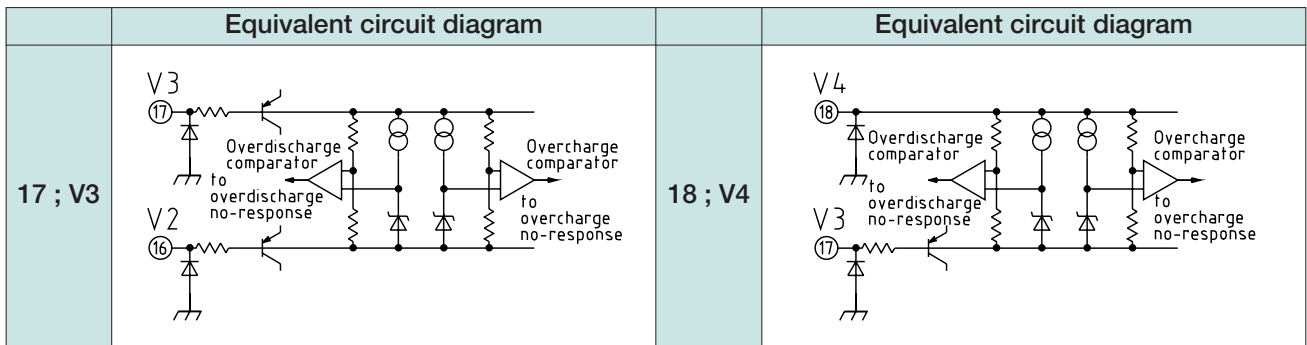 Equivalent circuit diagram
Equivalent circuit diagram
17 ; V3
V3
17
Overdischarge
comparator
to
overdischarge
no-response
Overcharge
comparator
to
overcharge
no-response
V2
16
18 ; V4
V4
18
Overdischarge
comparator
to
overdischarge
no-response
Overcharge
comparator
to
overcharge
no-response
V3
17